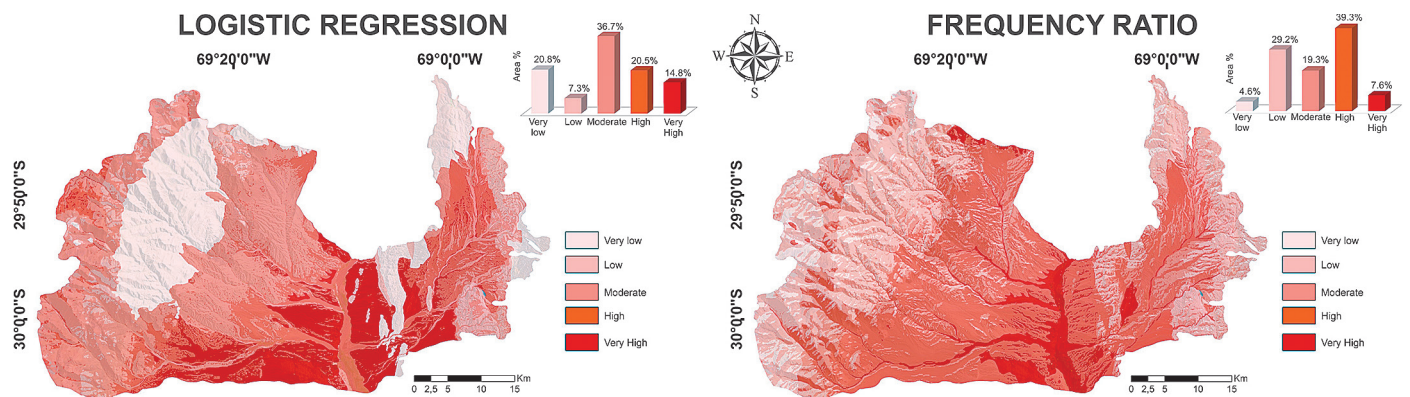 LOGISTIC REGRESSION
69°20'0"W
69°0'0"W
29°50'0"S
30°0'0"S
Area %
20.8%
7.3%
36.7%
20.5%
14.8%
Very low
Low
Moderate
High
Very High
Very low
Low
Moderate
High
Very High
0 2,5 5 10 15 Km
N
W E
S
FREQUENCY RATIO
69°20'0"W
69°0'0"W
29°50'0"S
30°0'0"S
Area %
4.6%
29.2%
19.3%
39.3%
7.6%
Very low
Low
Moderate
High
Very High
Very low
Low
Moderate
High
Very High
0 2,5 5 10 15 Km